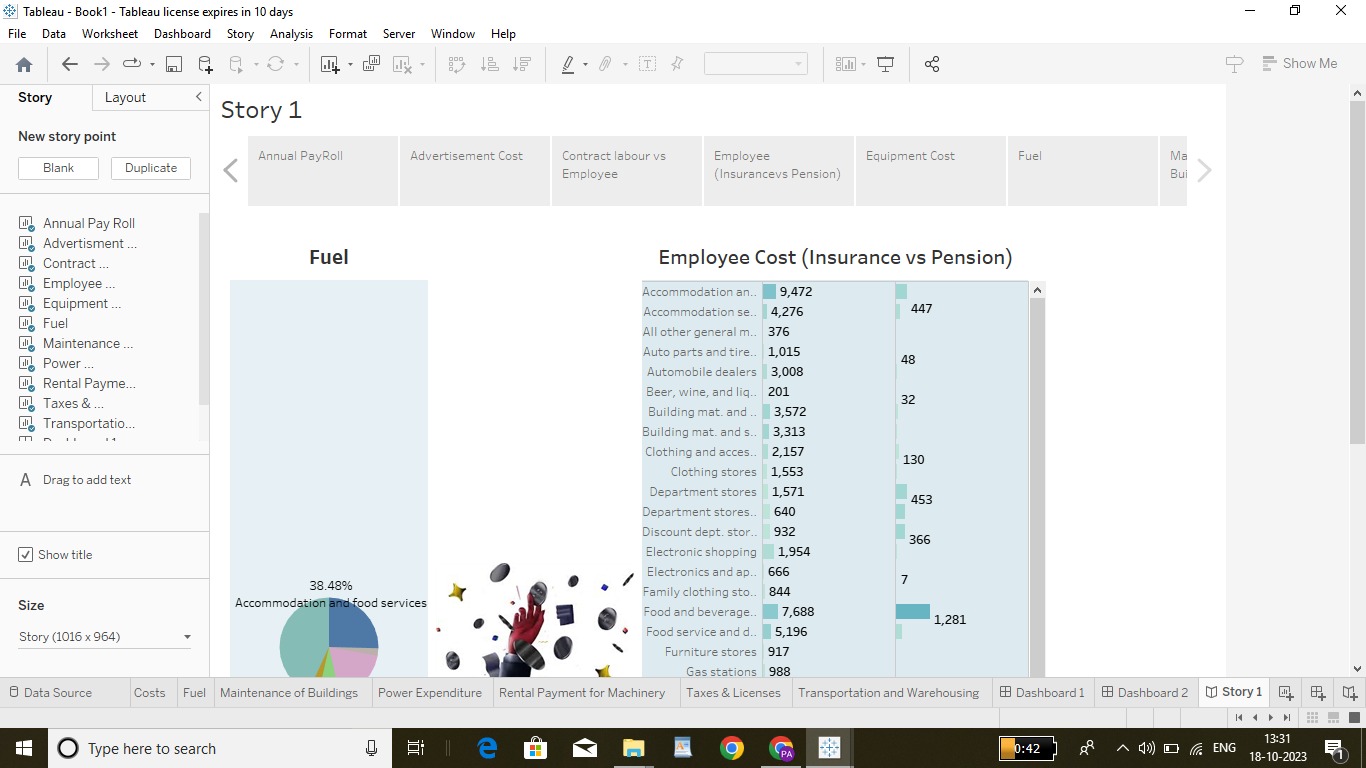 Tableau - Book1 - Tableau license expires in 10 days
File Data Worksheet Dashboard Story Analysis Format Server Window Help
Show Me
Story Layout
New story point
Blank Duplicate
Annual Pay Roll
Advertisment ...
Contract ...
Employee ...
Equipment ...
Fuel
Maintenance ...
Power ...
Rental Payme...
Taxes & ...
Transportatio...
A Drag to add text
Show title
Size
Story (1016 x 964)
Story 1
Annual PayRoll
Advertisement Cost
Contract labour vs
Employee
Employee
(Insurancevs Pension)
Equipment Cost
Fuel
Ma
Bui
Fuel
38.48%
Accommodation and food services
Employee Cost (Insurance vs Pension)
Accommodation an.. 9,472
Accommodation se.. 4,276 447
All other general m.. 376
Auto parts and tire.. 1,015 48
Automobile dealers 3,008
Beer, wine, and liq.. 201 32
Building mat. and .. 3,572
Building mat. and s.. 3,313
Clothing and acces.. 2,157 130
Clothing stores 1,553
Department stores 1,571 453
Department stores.. 640
Discount dept. stor.. 932 366
Electronic shopping 1,954
Electronics and ap.. 666 7
Family clothing sto.. 844
Food and beverage.. 7,688 1,281
Food service and d.. 5,196
Furniture stores 917
Gas stations 988
Data Source Costs Fuel Maintenance of Buildings Power Expenditure Rental Payment for Machinery Taxes & Licenses Transportation and Warehousing Dashboard 1 Dashboard 2 Story 1
Type here to search
0:42
PA
ENG
13:31
18-10-2023
1